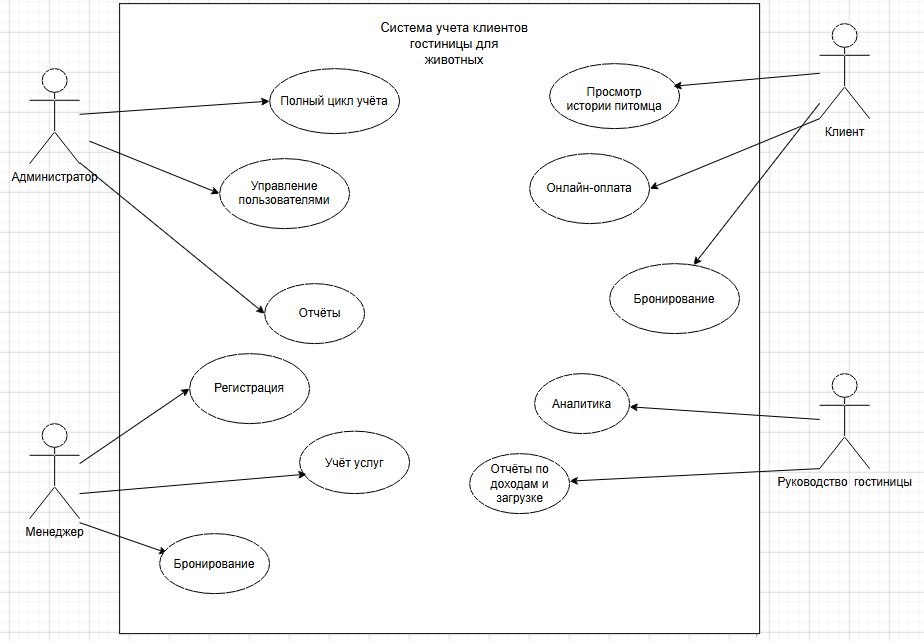 Система учета клиентов
гостиницы для
животных
Администратор
Полный цикл учёта
Управление
пользователями
Отчёты
Просмотр
истории питомца
Клиент
Онлайн-оплата
Бронирование
Регистрация
Учёт услуг
Менеджер
Бронирование
Аналитика
Отчёты по
доходам и
загрузке
Руководство гостиницы